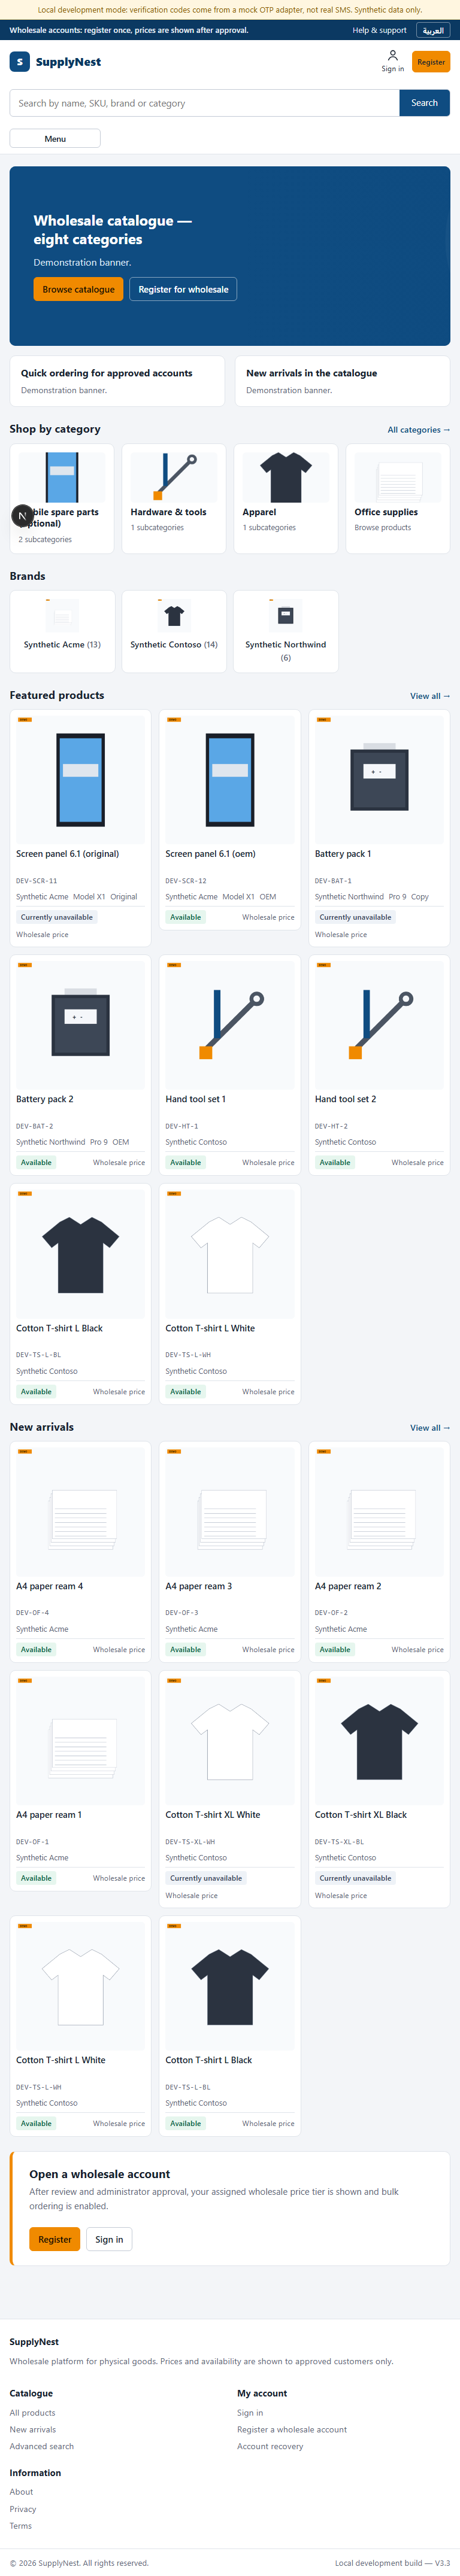 Local development mode: verification codes come from a mock OTP adapter, not real SMS. Synthetic data only.
Wholesale accounts: register once, prices are shown after approval.
Help & support
العربية
S
SupplyNest
Sign in
Register
Search by name, SKU, brand or category
Search
Menu
Wholesale catalogue —
eight categories
Demonstration banner.
Browse catalogue
Register for wholesale
Quick ordering for approved accounts
Demonstration banner.
New arrivals in the catalogue
Demonstration banner.
Shop by category
All categories →
N
spare parts
2 subcategories
Hardware & tools
1 subcategories
Apparel
1 subcategories
Office supplies
Browse products
Brands
Synthetic Acme (13)
Synthetic Contoso (14)
Synthetic Northwind
(6)
Featured products
View all →
Screen panel 6.1 (original)
DEV-SCR-11
Synthetic Acme Model X1 Original
Currently unavailable
Wholesale price
Screen panel 6.1 (oem)
DEV-SCR-12
Synthetic Acme Model X1 OEM
Available
Wholesale price
+ -
Battery pack 1
DEV-BAT-1
Synthetic Northwind Pro 9 Copy
Currently unavailable
Wholesale price
+ -
Battery pack 2
DEV-BAT-2
Synthetic Northwind Pro 9 OEM
Available
Wholesale price
Hand tool set 1
DEV-HT-1
Synthetic Contoso
Available
Wholesale price
Hand tool set 2
DEV-HT-2
Synthetic Contoso
Available
Wholesale price
Cotton T-shirt L Black
DEV-TS-L-BL
Synthetic Contoso
Available
Wholesale price
Cotton T-shirt L White
DEV-TS-L-WH
Synthetic Contoso
Available
Wholesale price
New arrivals
View all →
A4 paper ream 4
DEV-OF-4
Synthetic Acme
Available
Wholesale price
A4 paper ream 3
DEV-OF-3
Synthetic Acme
Available
Wholesale price
A4 paper ream 2
DEV-OF-2
Synthetic Acme
Available
Wholesale price
A4 paper ream 1
DEV-OF-1
Synthetic Acme
Available
Wholesale price
Cotton T-shirt XL White
DEV-TS-XL-WH
Synthetic Contoso
Currently unavailable
Wholesale price
Cotton T-shirt XL Black
DEV-TS-XL-BL
Synthetic Contoso
Currently unavailable
Wholesale price
Cotton T-shirt L White
DEV-TS-L-WH
Synthetic Contoso
Available
Wholesale price
Cotton T-shirt L Black
DEV-TS-L-BL
Synthetic Contoso
Available
Wholesale price
Open a wholesale account
After review and administrator approval, your assigned wholesale price tier is shown and bulk
ordering is enabled.
Register
Sign in
SupplyNest
Wholesale platform for physical goods. Prices and availability are shown to approved customers only.
Catalogue
All products
New arrivals
Advanced search
My account
Sign in
Register a wholesale account
Account recovery
Information
About
Privacy
Terms
© 2026 SupplyNest. All rights reserved.
Local development build — V3.3